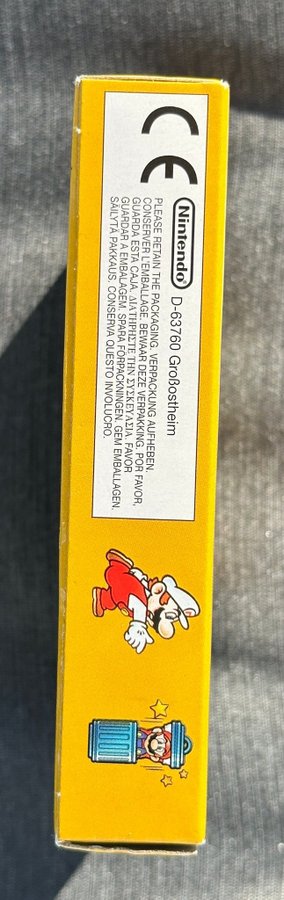 CE
Nintendo® D-63760 Großostheim
PLEASE RETAIN THE PACKAGING. VERPACKUNG AUFHEBEN.
CONSERVER L'EMBALLAGE. BEWAAR DEZE VERPAKKING. POR FAVOR,
GUARDA ESTA CAJA. ΔΙΑΤΗΡΗΣΤΕ ΤΗΝ ΣΥΣΚΕΥΑΣΙΑ. FAVOR
GUARDAR A EMBALAGEM. SPARA FÖRPACKNINGEN. GEM EMBALLAGEN.
SÄILYTÄ PAKKAUS. CONSERVA QUESTO INVOLUCRO.